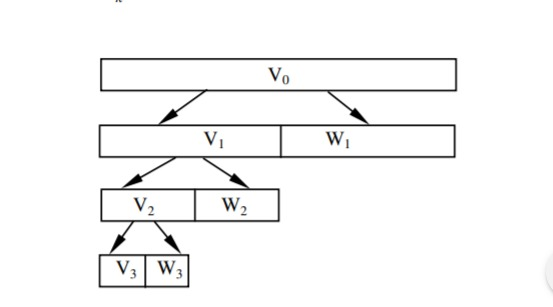 V₀
V₁ W₁
V₂ W₂
V₃ W₃